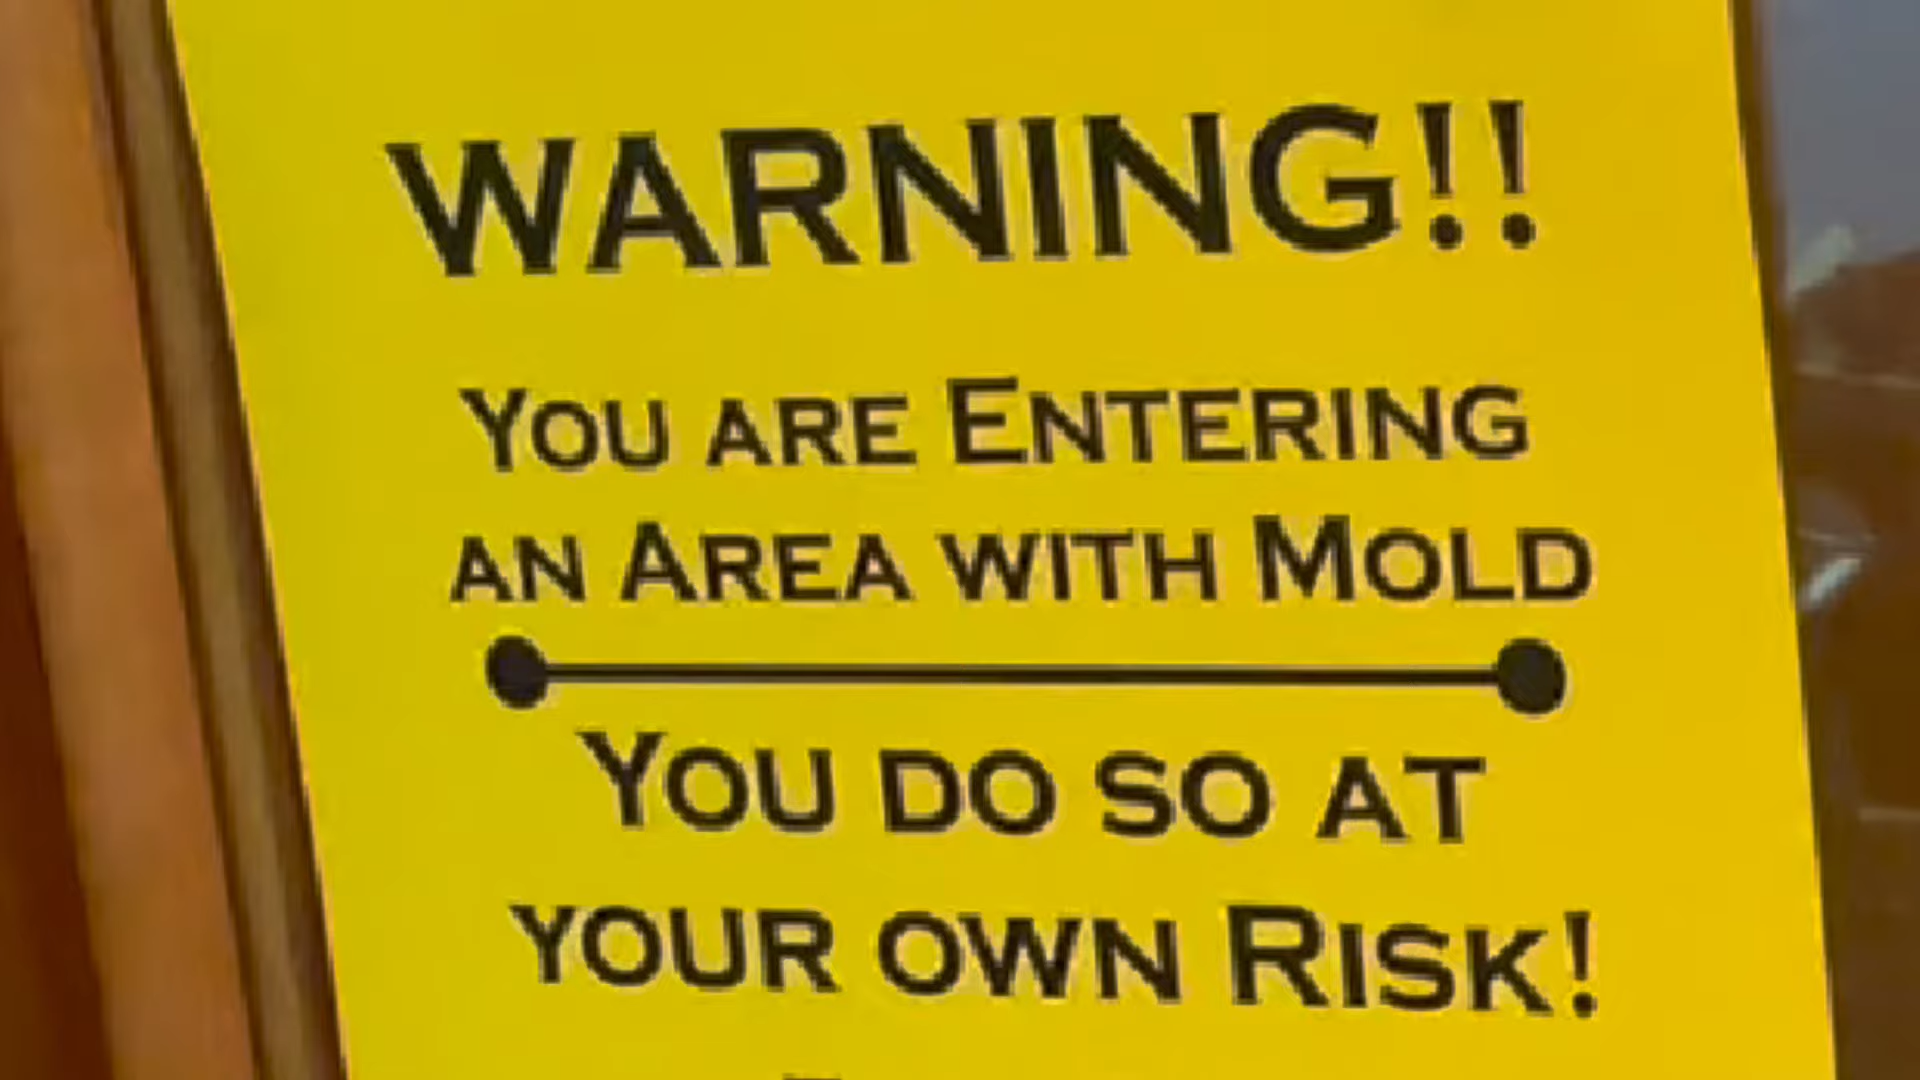 WARNING!!
YOU ARE ENTERING
AN AREA WITH MOLD
YOU DO SO AT
YOUR OWN RISK!